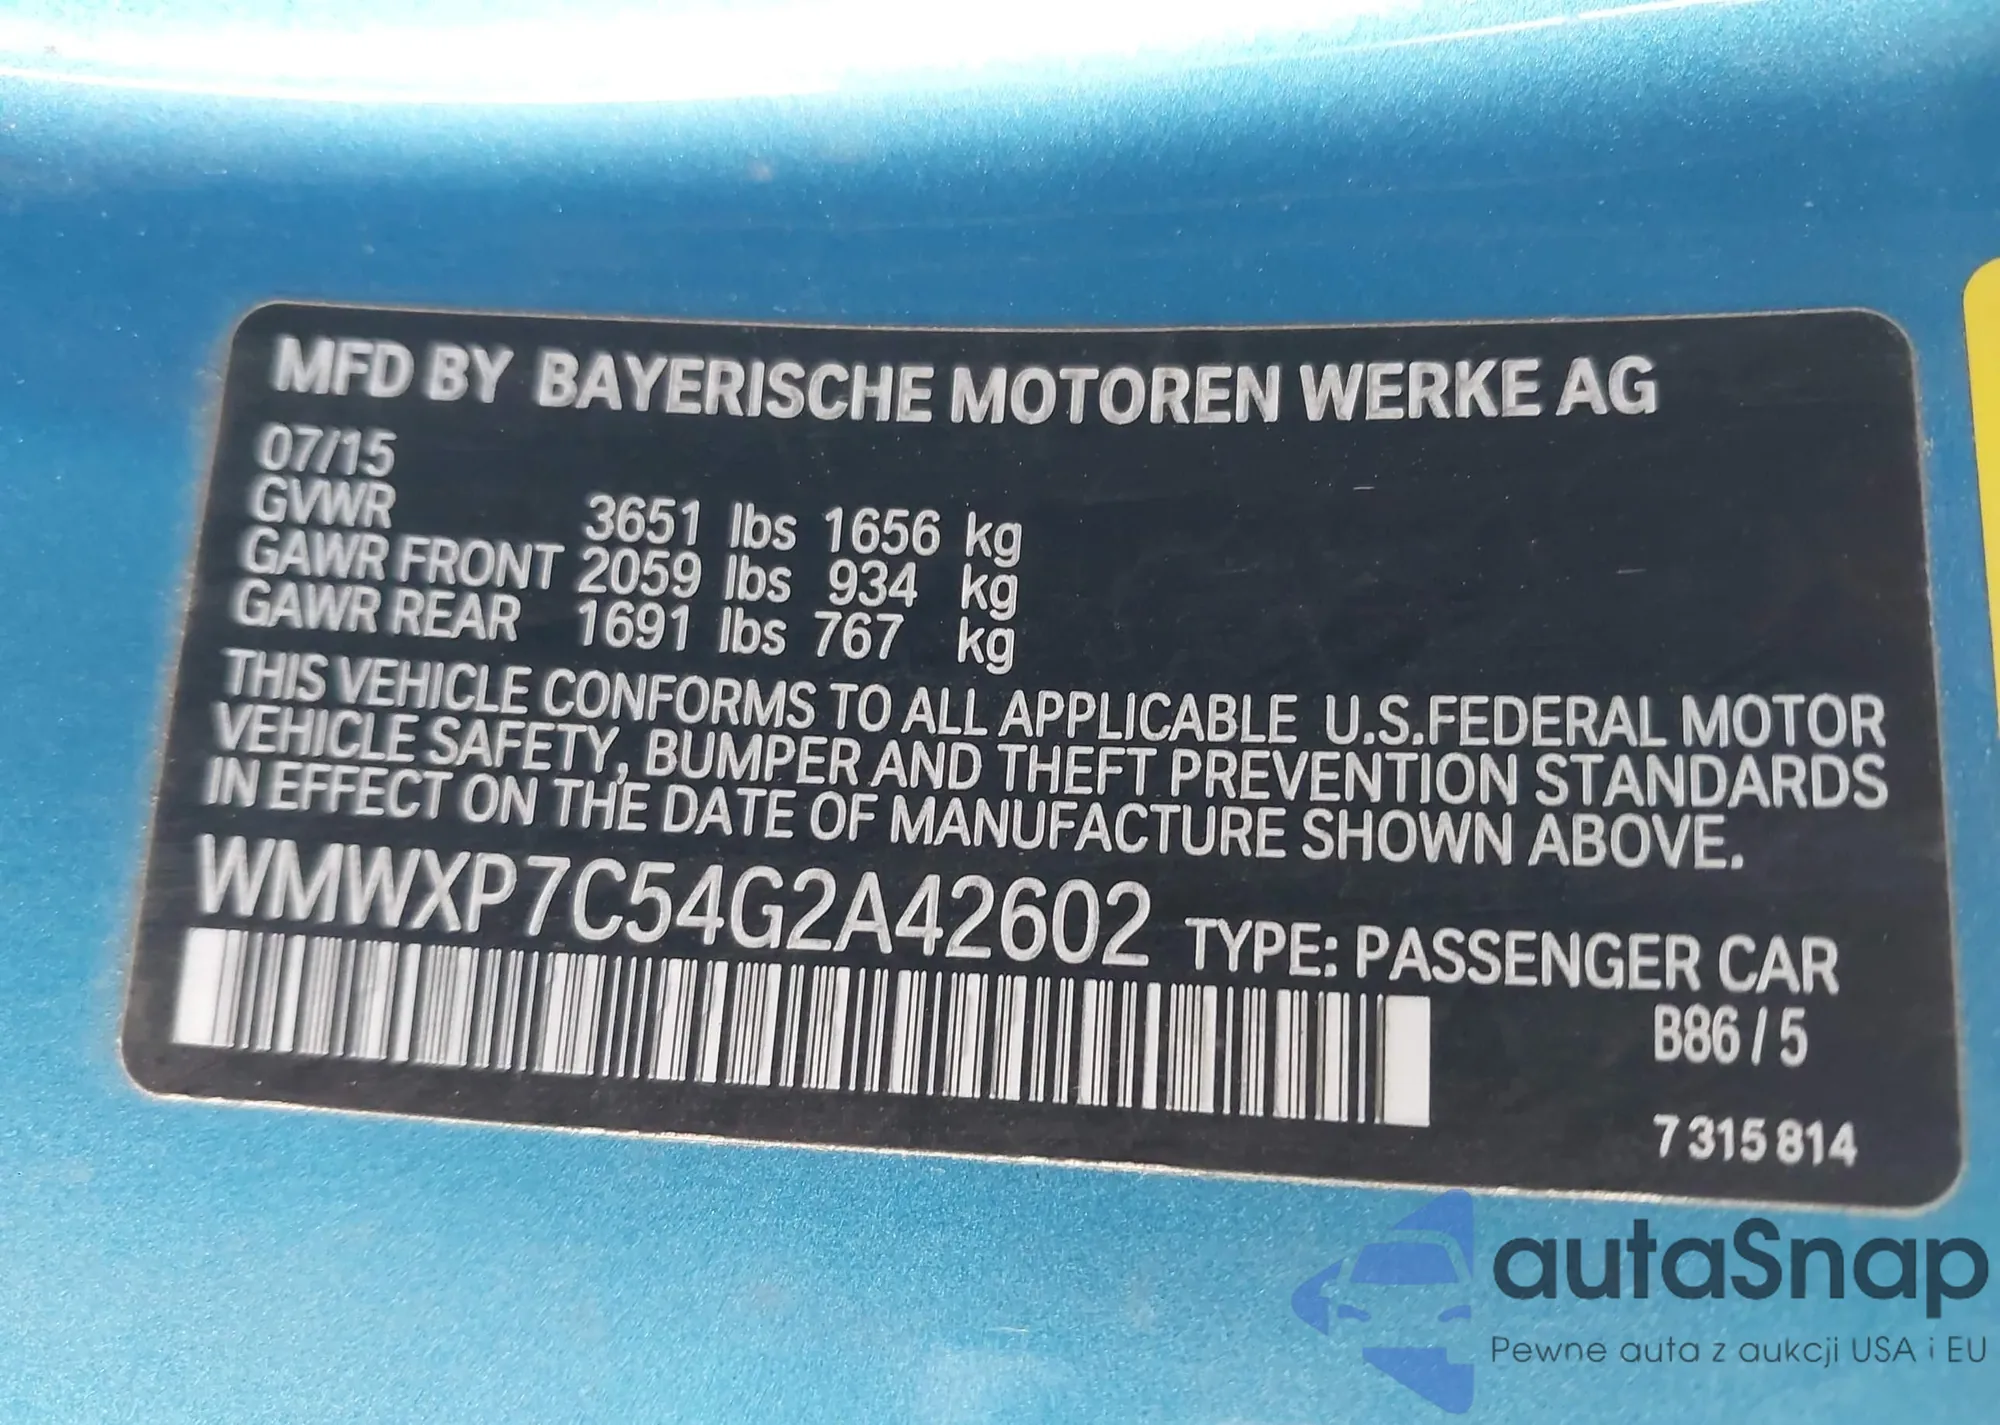 MFD BY BAYERISCHE MOTOREN WERKE AG
07/15
GVWR 3651 lbs 1656 kg
GAWR FRONT 2059 lbs 934 kg
GAWR REAR 1691 lbs 767 kg
THIS VEHICLE CONFORMS TO ALL APPLICABLE U.S.FEDERAL MOTOR
VEHICLE SAFETY, BUMPER AND THEFT PREVENTION STANDARDS
IN EFFECT ON THE DATE OF MANUFACTURE SHOWN ABOVE.
WMWXP7C54G2A42602 TYPE: PASSENGER CAR
B86 / 5
7 315 814
autaSnap
Pewne auta z aukcji USA i EU